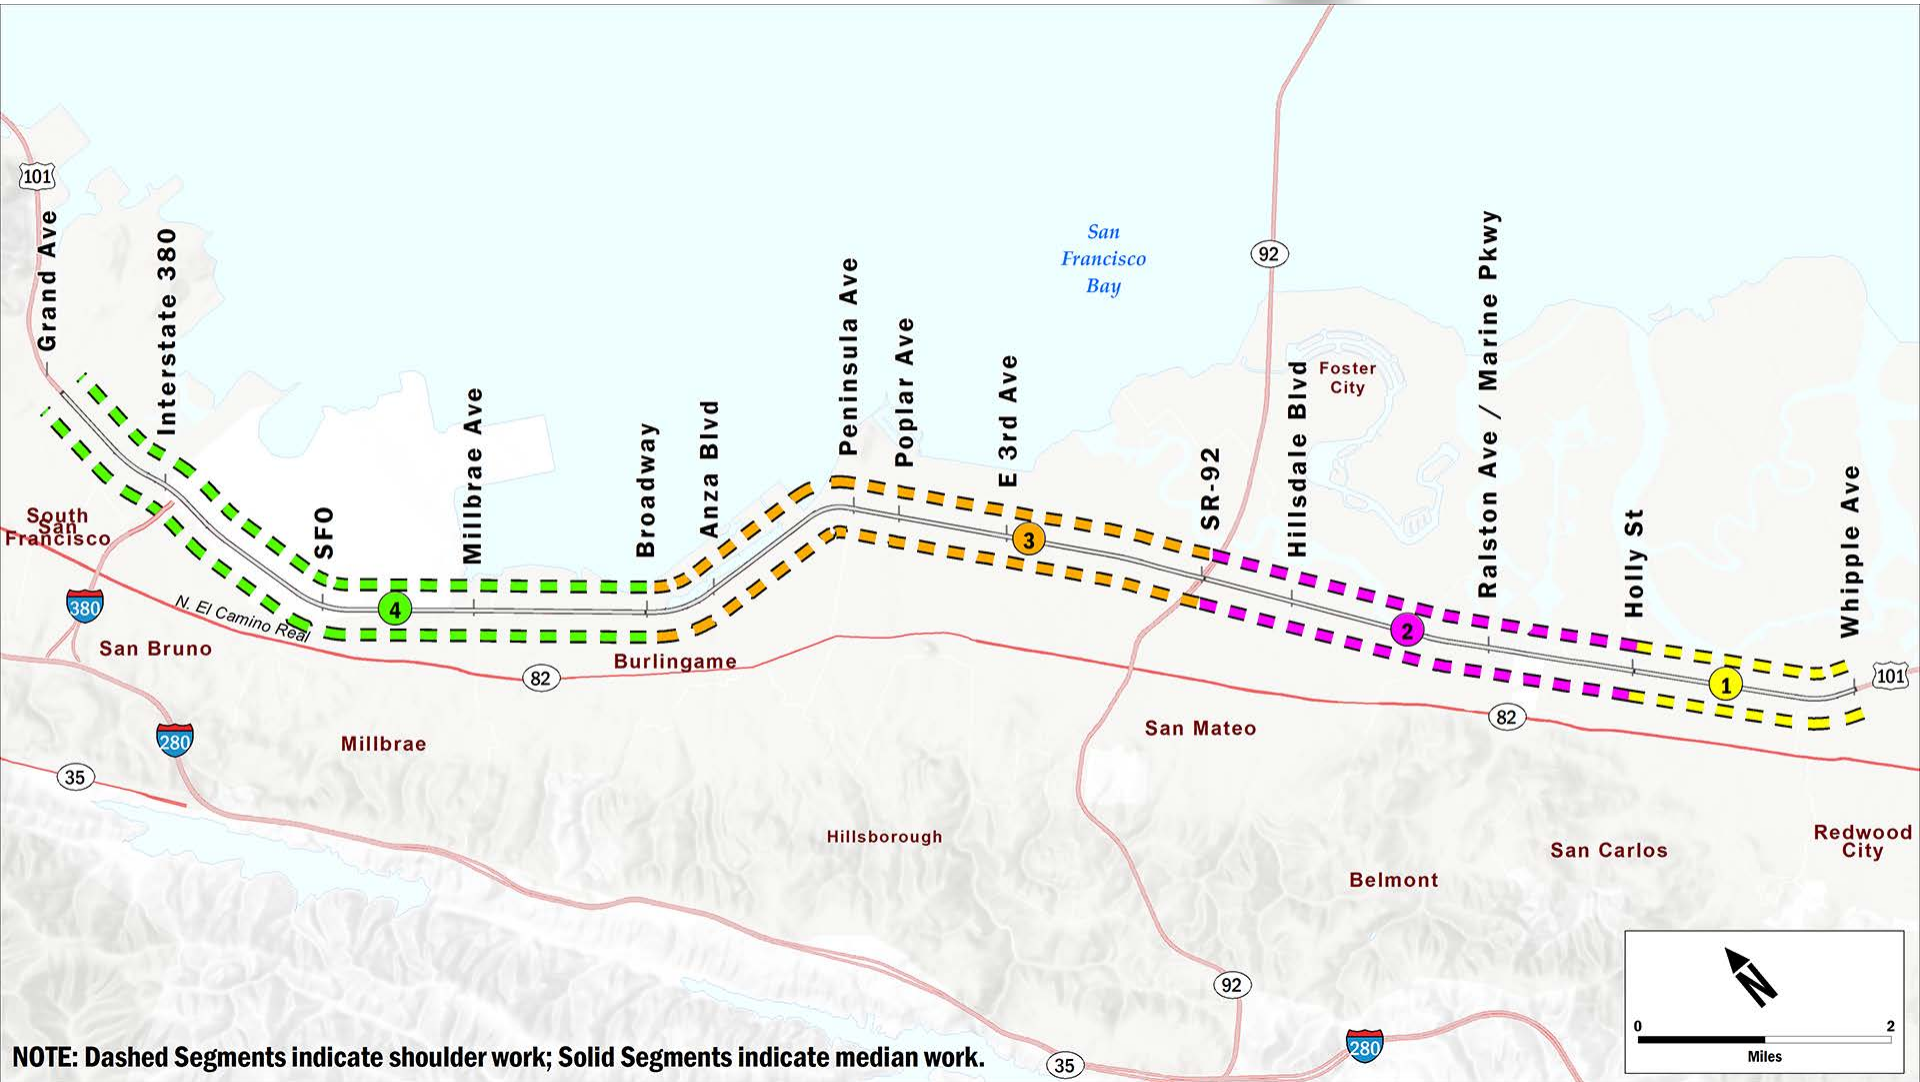 101
Grand Ave
Interstate 380
SFO
Millbrae Ave
Broadway
Anza Blvd
Peninsula Ave
Poplar Ave
E 3rd Ave
SR-92
Hillsdale Blvd
Ralston Ave / Marine Pkwy
Holly St
Whipple Ave
San
Francisco
Bay
92
Foster
City
South
San
Francisco
380
N. El Camino Real
San Bruno
4
3
2
1
101
82
Burlingame
82
280
35
Millbrae
San Mateo
Hillsborough
Belmont
San Carlos
Redwood
City
92
280
35
N
0
2
Miles
NOTE: Dashed Segments indicate shoulder work; Solid Segments indicate median work.